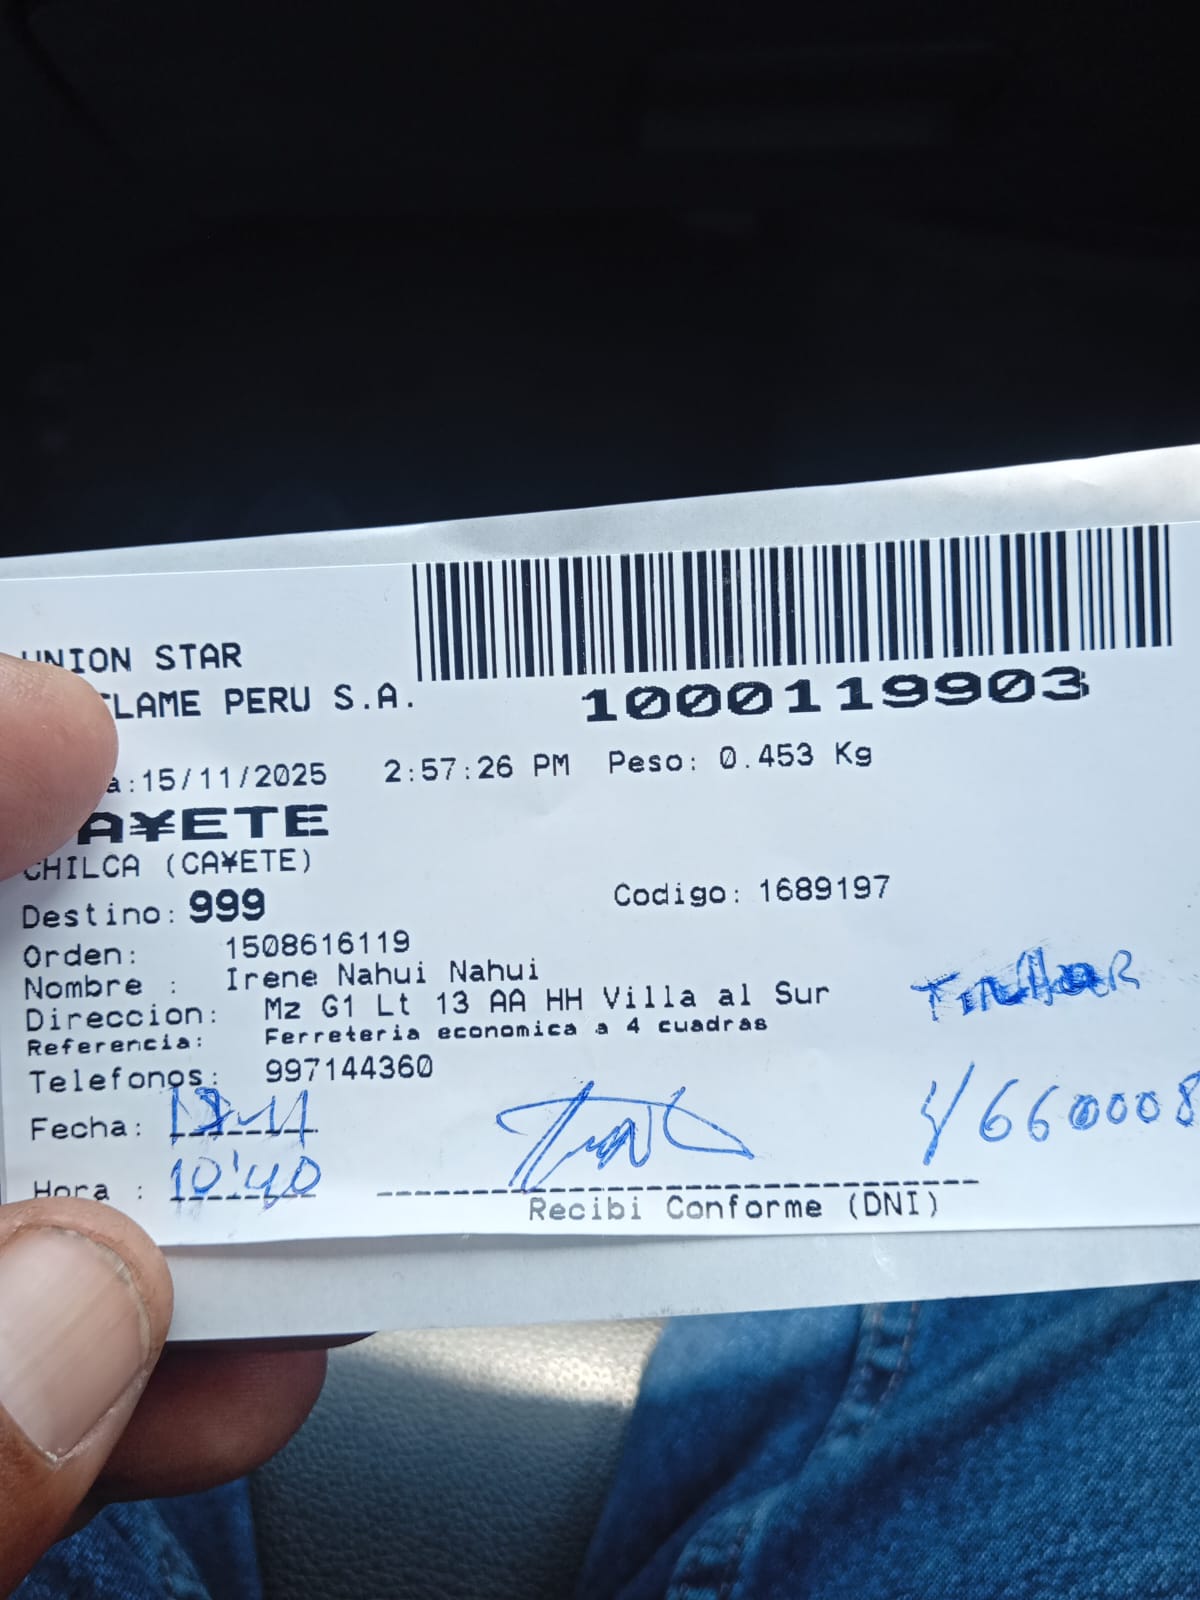 UNION STAR
FLAME PERU S.A.
1000119903
a:15/11/2025 2:57:26 PM Peso: 0.453 Kg
A¥ETE
CHILCA (CA¥ETE)
Destino: 999 Codigo: 1689197
Orden: 1508616119
Nombre : Irene Nahui Nahui
Direccion: Mz G1 Lt 13 AA HH Villa al Sur
Referencia: Ferreteria economica a 4 cuadras
Telefonos: 997144360
Fecha:
Hora : 10:40
660008
Recibi Conforme (DNI)